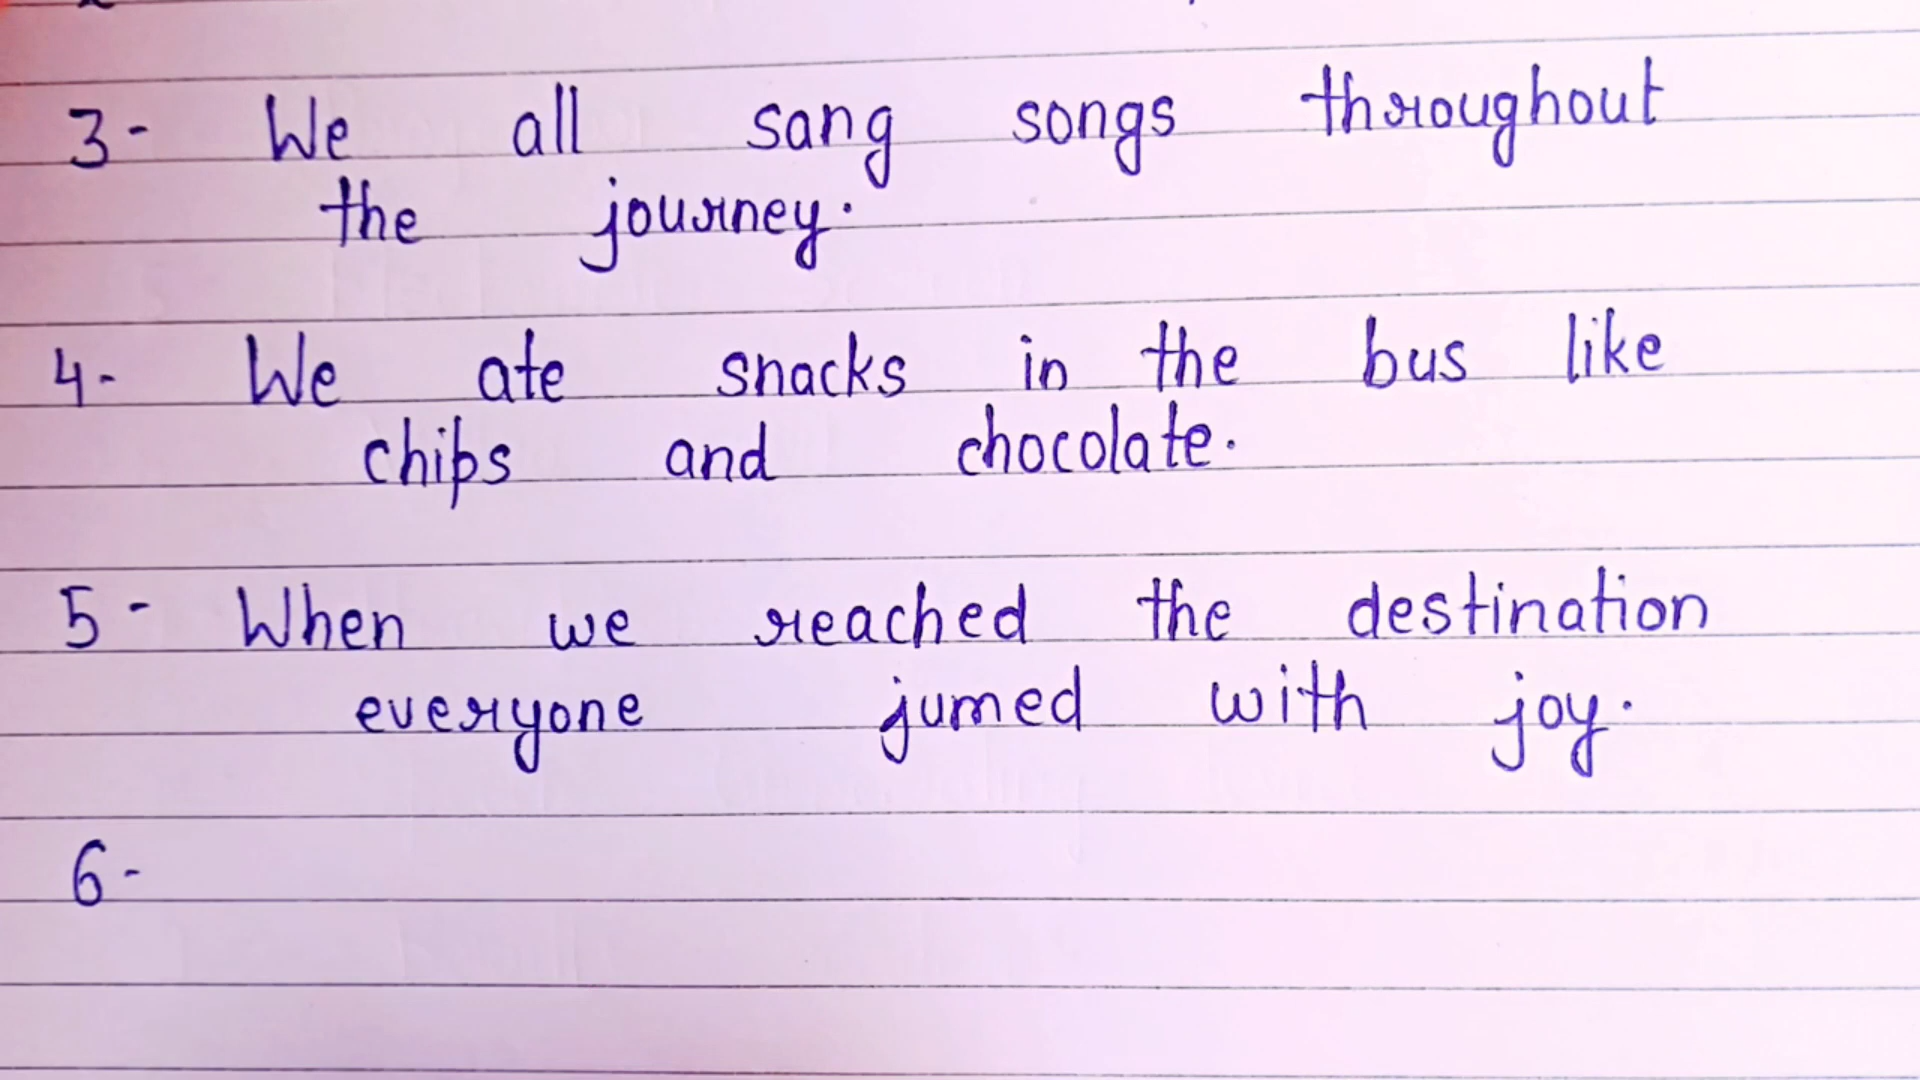 3- We all sang songs throughout
the journey.
4- We ate snacks in the bus like
chips and chocolate.
5- When we reached the destination
everyone jumed with joy.
6-